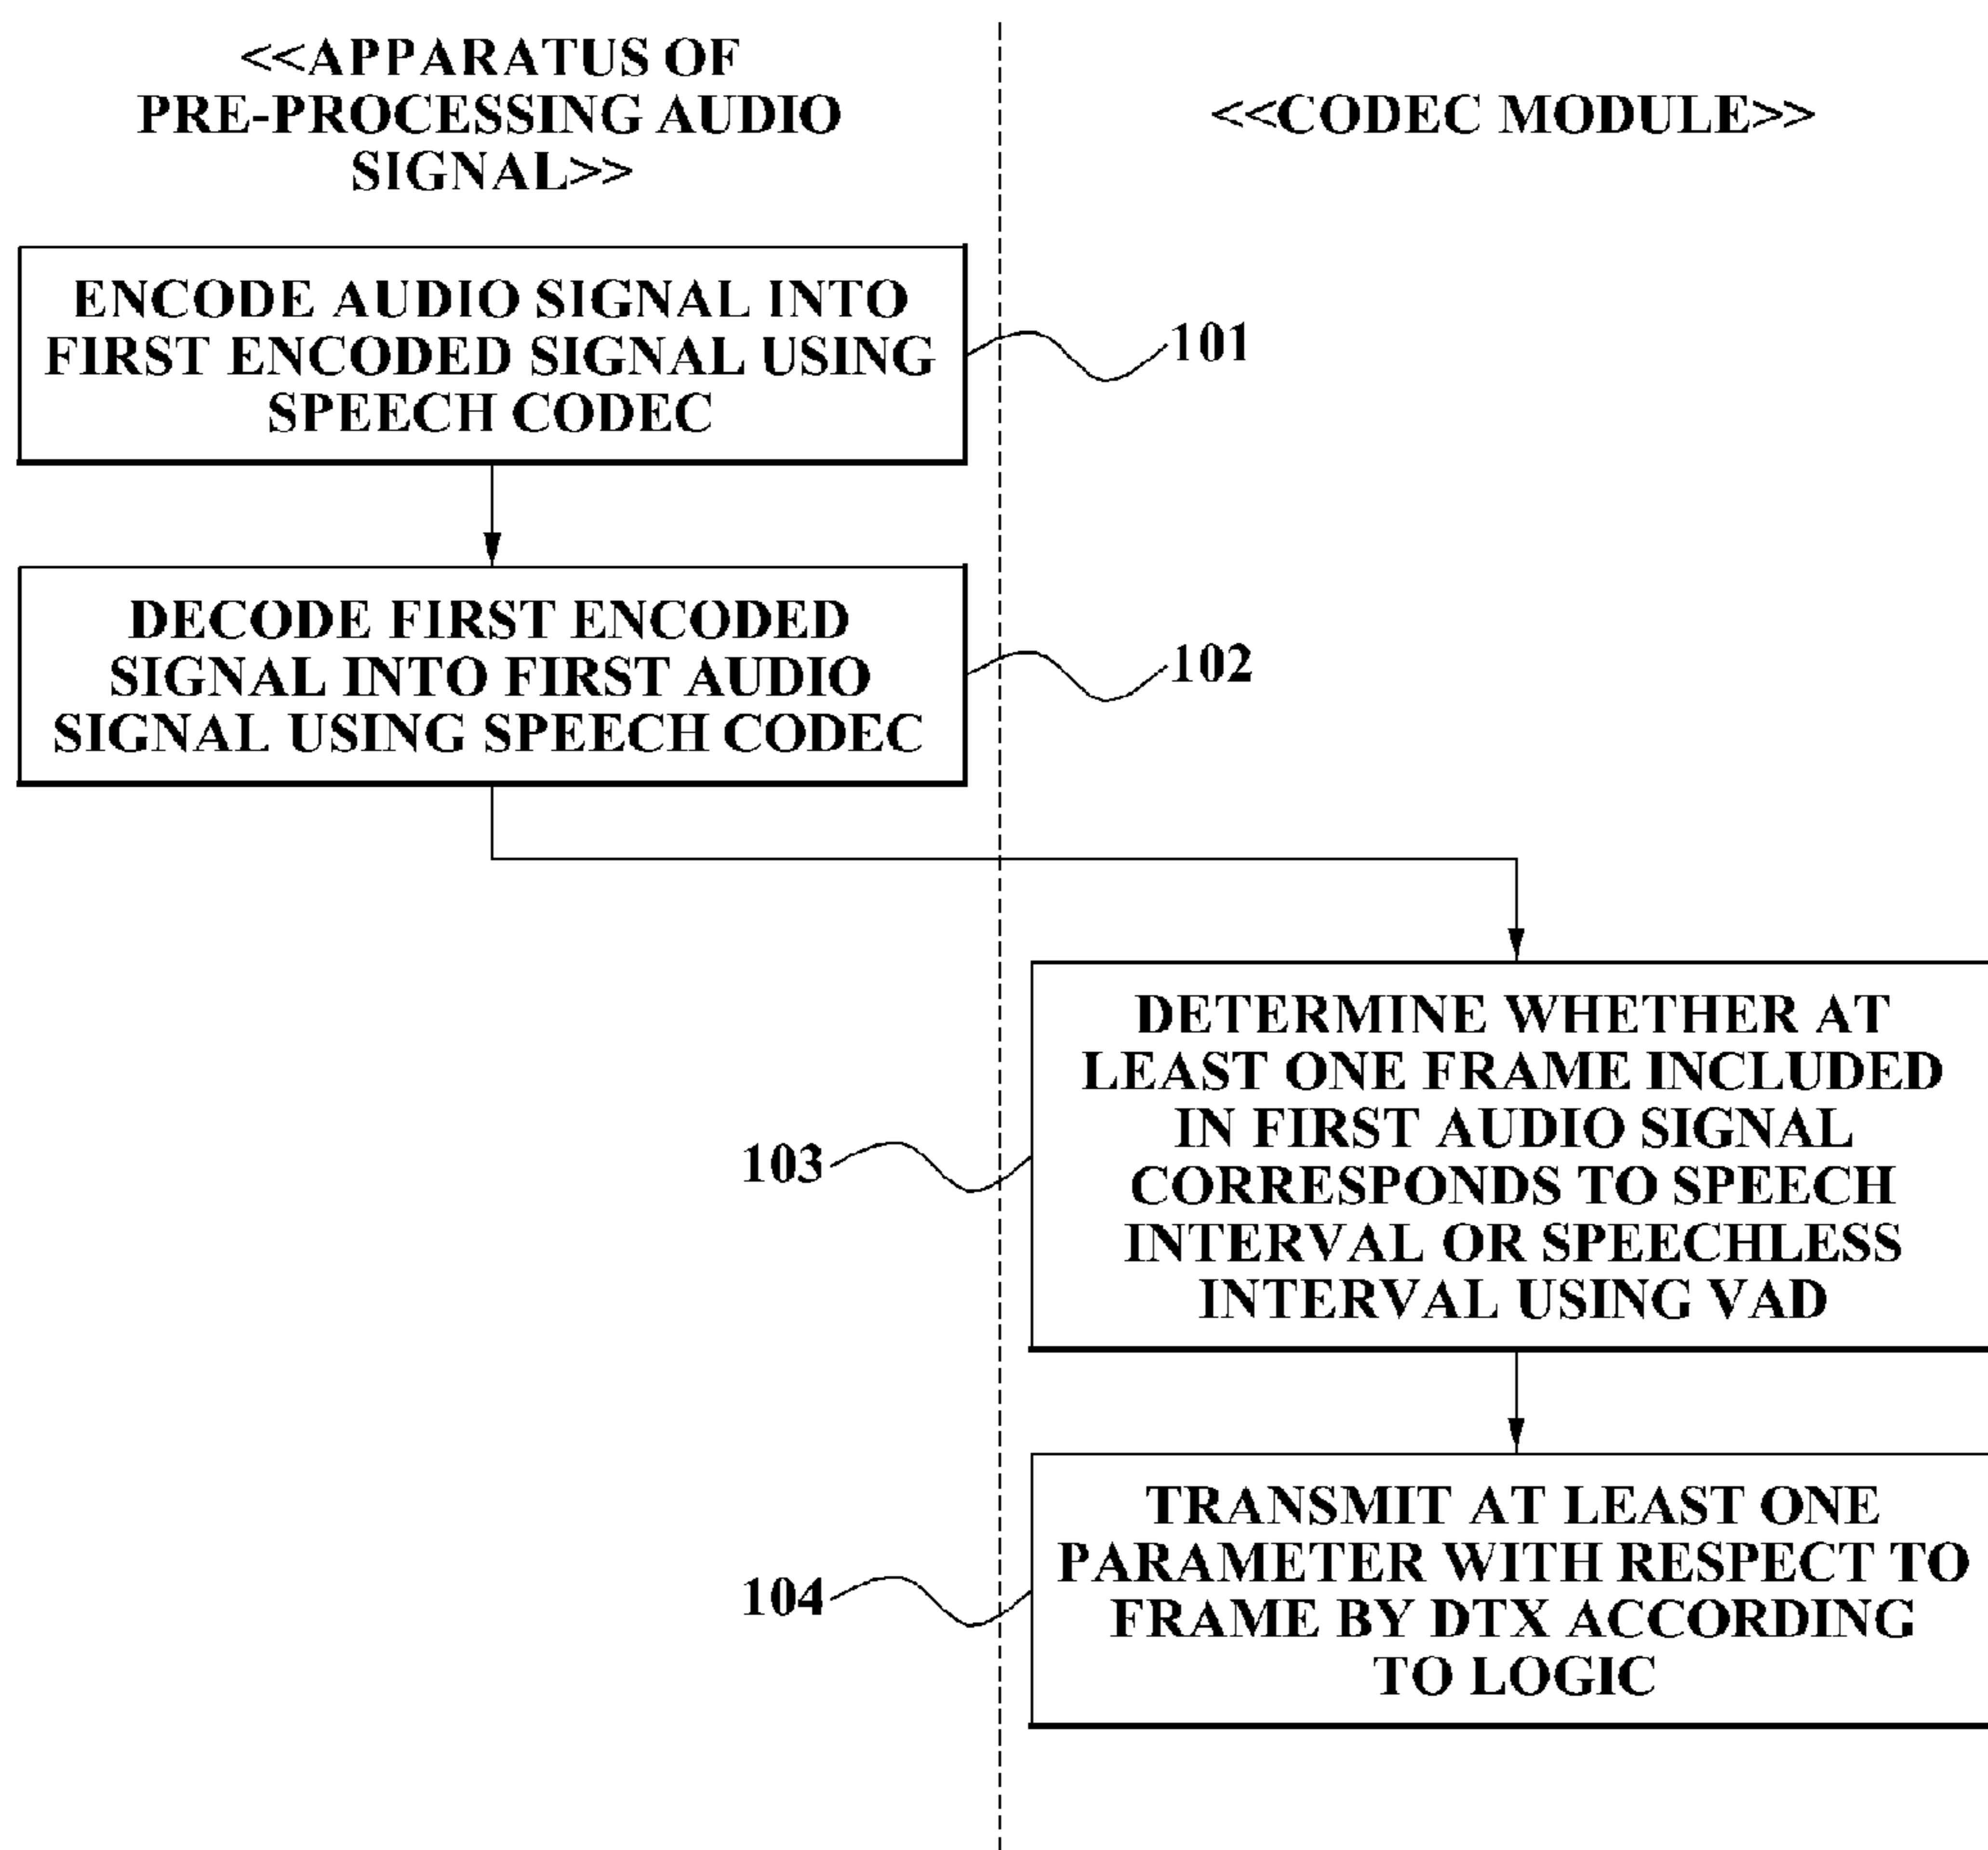 <<APPARATUS OF
PRE-PROCESSING AUDIO
SIGNAL>>
<<CODEC MODULE>>
ENCODE AUDIO SIGNAL INTO
FIRST ENCODED SIGNAL USING
SPEECH CODEC
101
DECODE FIRST ENCODED
SIGNAL INTO FIRST AUDIO
SIGNAL USING SPEECH CODEC
102
DETERMINE WHETHER AT
LEAST ONE FRAME INCLUDED
IN FIRST AUDIO SIGNAL
CORRESPONDS TO SPEECH
INTERVAL OR SPEECHLESS
INTERVAL USING VAD
103
TRANSMIT AT LEAST ONE
PARAMETER WITH RESPECT TO
FRAME BY DTX ACCORDING
TO LOGIC
104